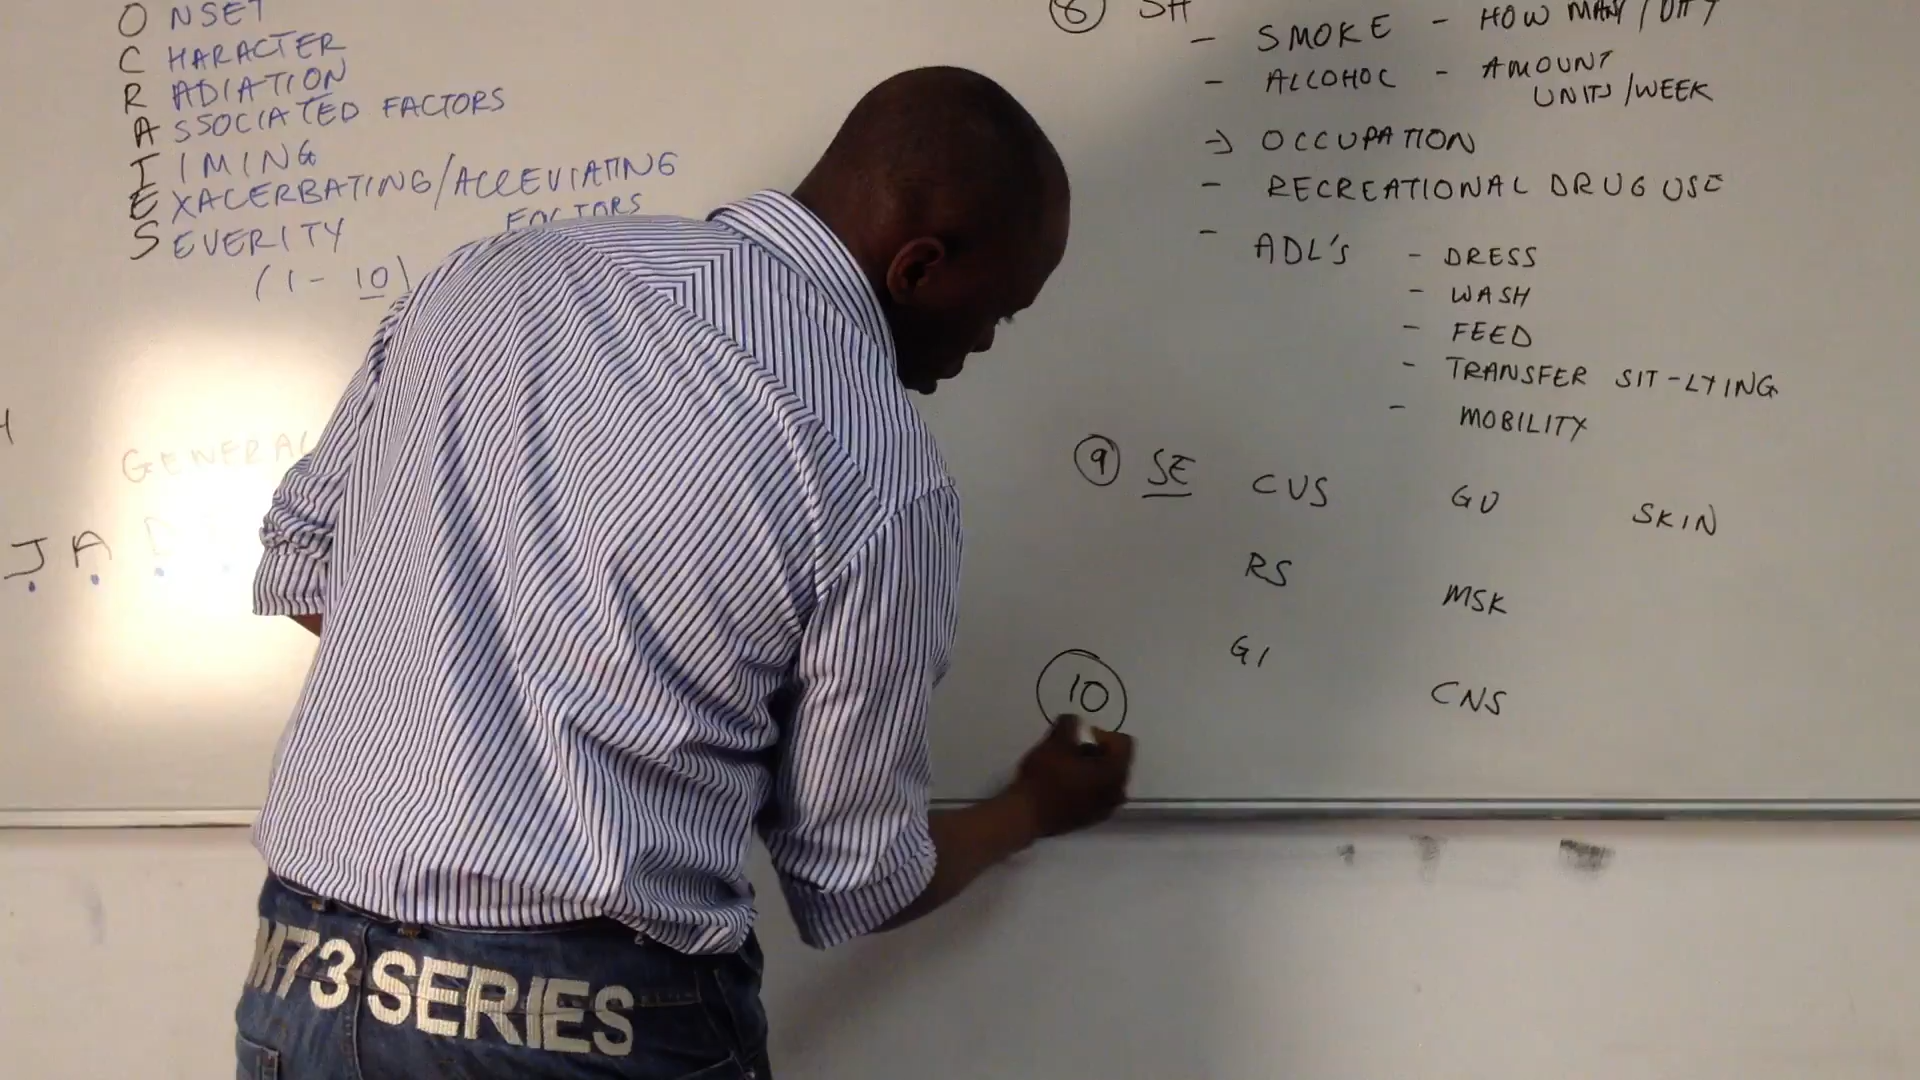 ONSET
CHARACTER
RADIATION
ASSOCIATED FACTORS
TIMING
EXACERBATING/ALLEVIATING
FACTORS
SEVERITY
(1-10)
GENERAL
J A
8 SH
- SMOKE - HOW MANY/DAY
- ALCOHOL - AMOUNT
UNITS/WEEK
→ OCCUPATION
- RECREATIONAL DRUG USE
- ADL'S - DRESS
- WASH
- FEED
- TRANSFER SIT-LYING
- MOBILITY
9 SE CVS GU SKIN
RS MSK
GI CNS
10
M73 SERIES